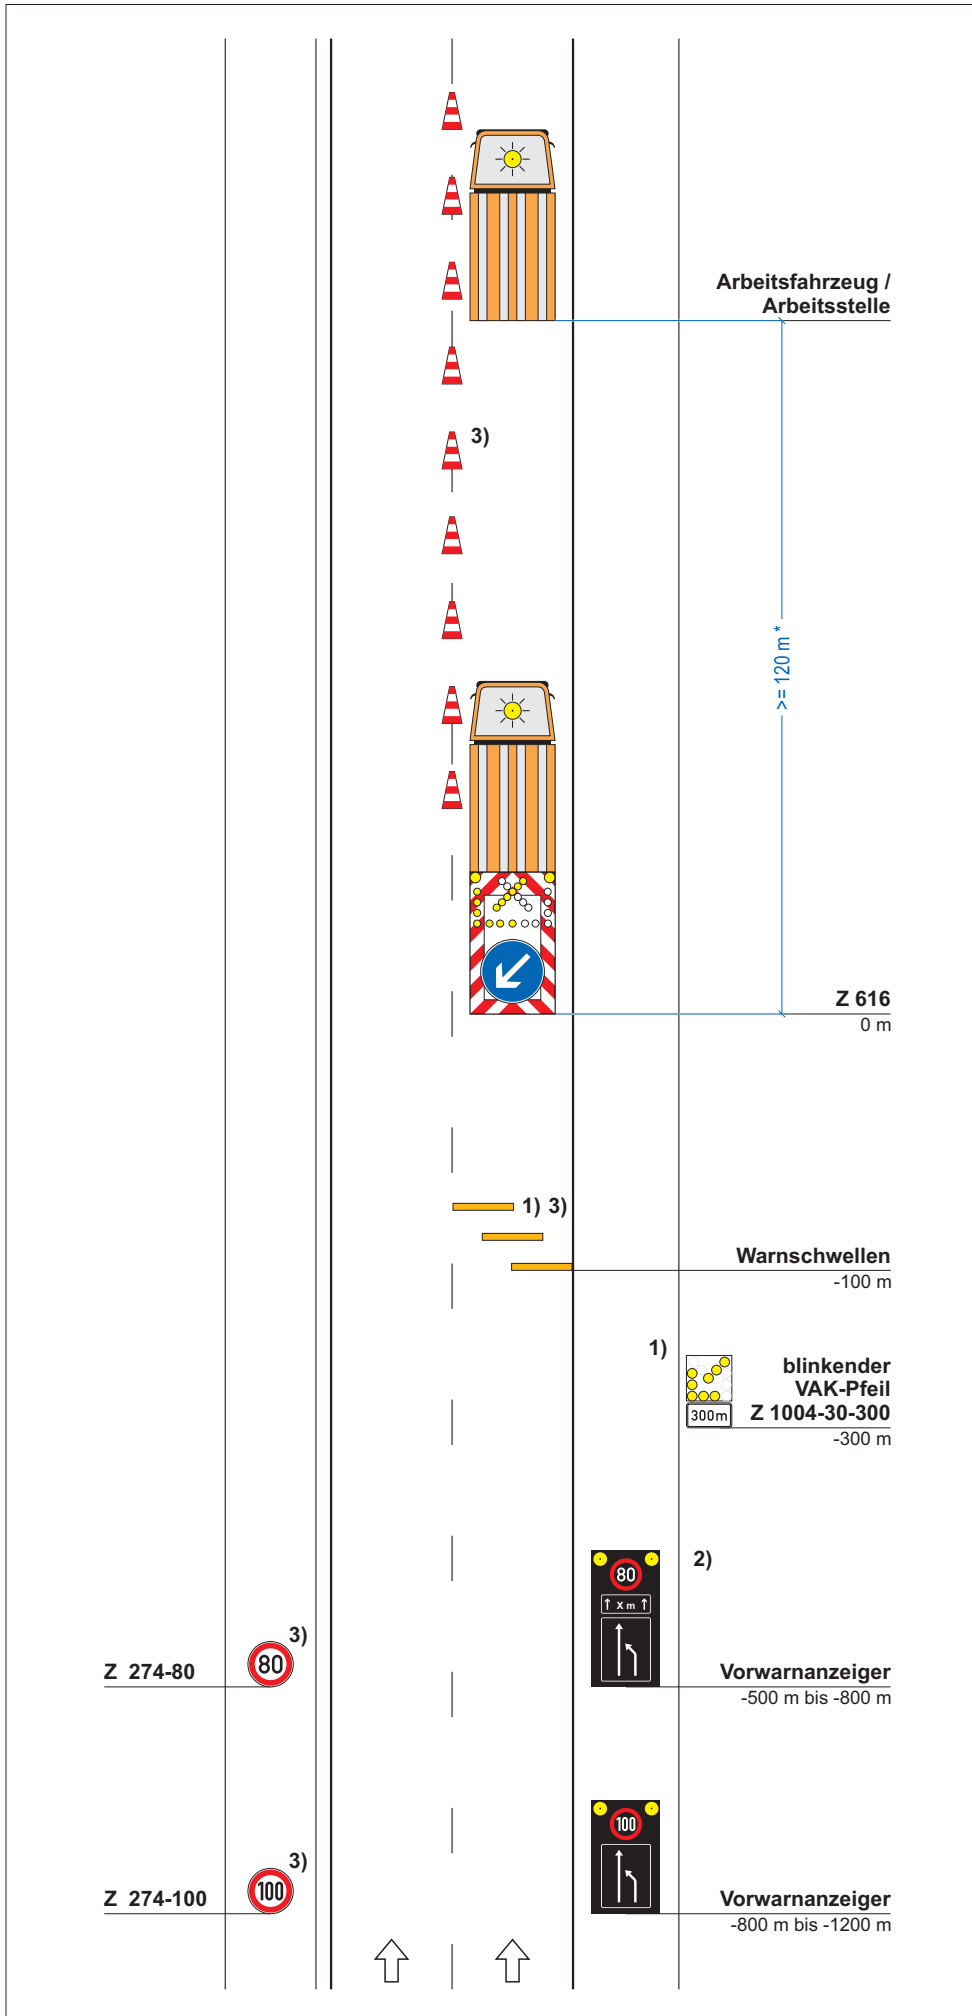 Arbeitsfahrzeug /
Arbeitsstelle
3)
>= 120 m *
Z 616
0 m
1) 3)
Warnschwellen
-100 m
1)
blinkender
VAK-Pfeil
300m
Z 1004-30-300
-300 m
80
2)
X m
3)
Z 274-80
80
Vorwarnanzeiger
-500 m bis -800 m
100
3)
Z 274-100
100
Vorwarnanzeiger
-800 m bis -1200 m